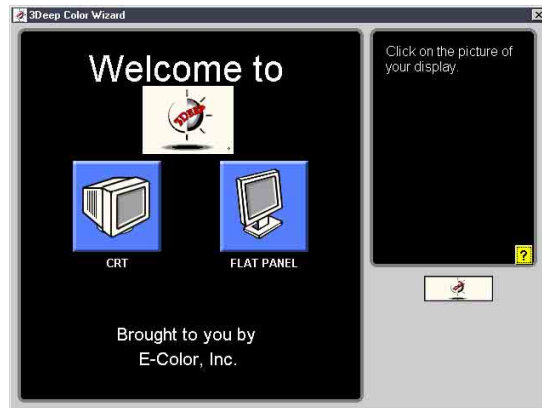 3Deep Color Wizard
Welcome to
3DEEP
CRT
FLAT PANEL
Brought to you by
E-Color, Inc.
Click on the picture of
your display.
?